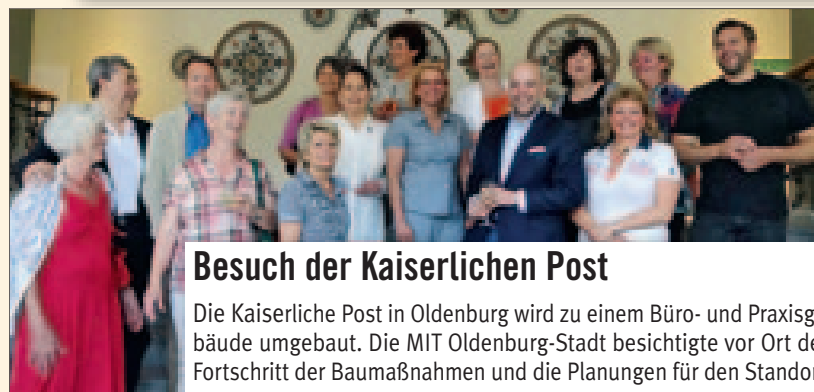 Besuch der Kaiserlichen Post
Die Kaiserliche Post in Oldenburg wird zu einem Büro- und Praxisg
bäude umgebaut. Die MIT Oldenburg-Stadt besichtigte vor Ort de
Fortschritt der Baumaßnahmen und die Planungen für den Standor